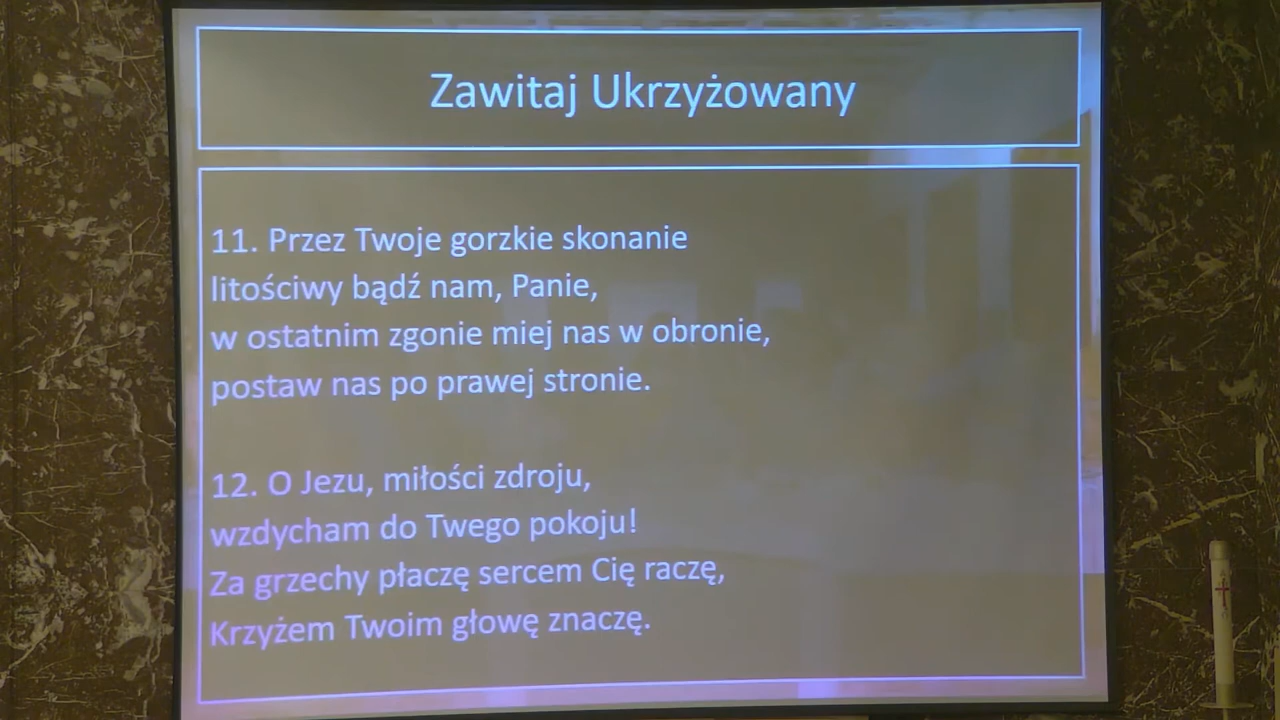 Zawitaj Ukrzyżowany
11. Przez Twoje gorzkie skonanie
litościwy bądź nam, Panie,
w ostatnim zgonie miej nas w obronie,
postaw nas po prawej stronie.
12. O Jezu, miłości zdroju,
wzdycham do Twego pokoju!
Za grzechy płaczę sercem Cię raczę,
Krzyżem Twoim głowę znaczę.